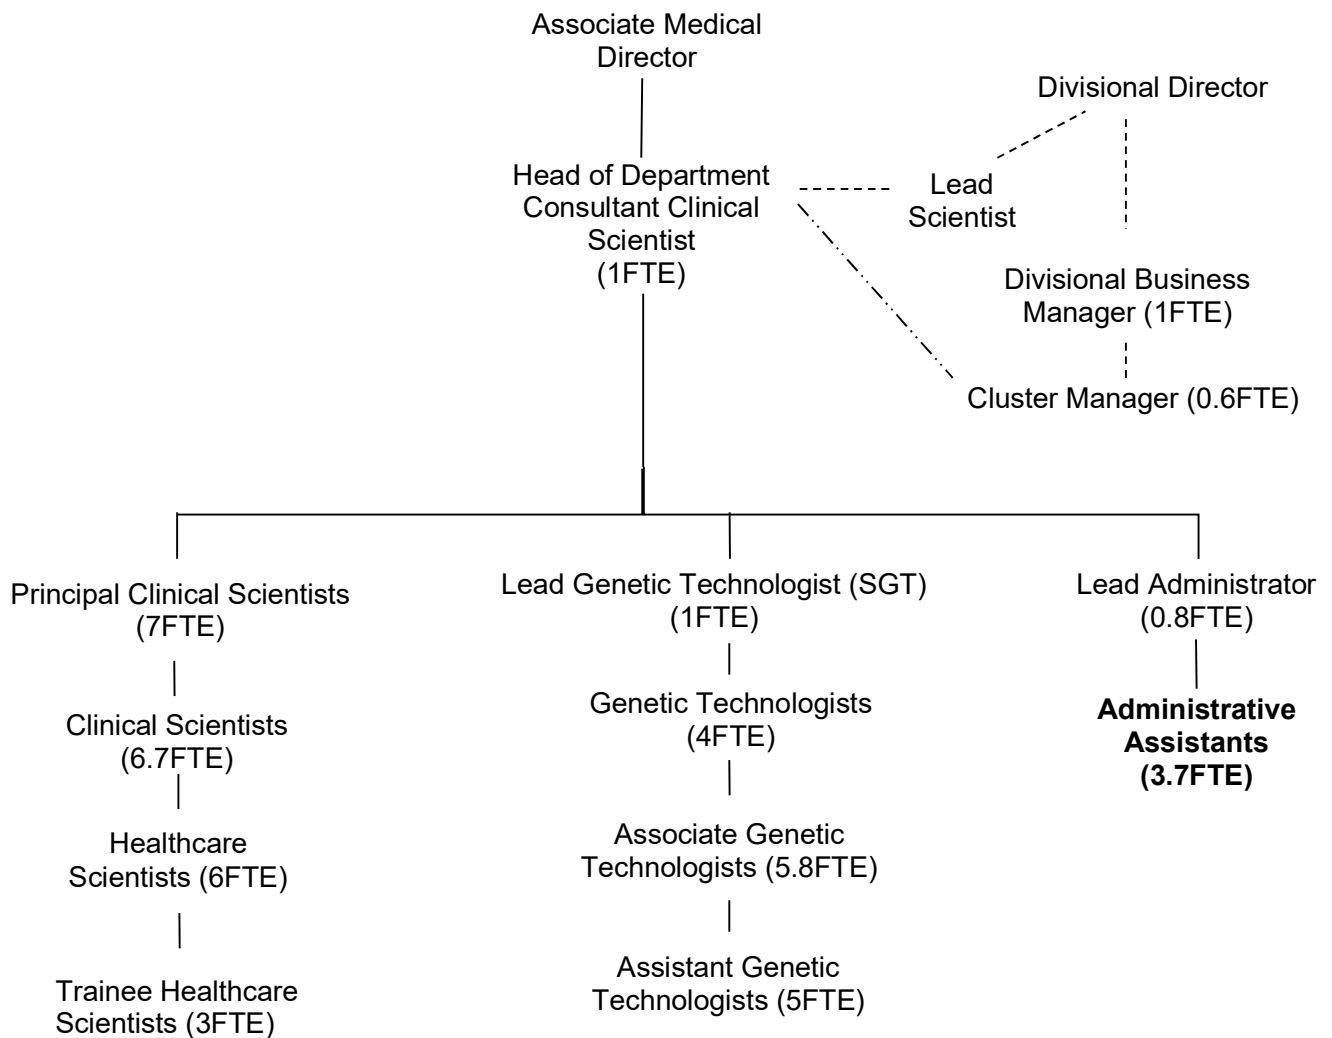 Associate Medical
Director
Divisional Director
Head of Department
Consultant Clinical
Scientist
(1FTE)
Lead
Scientist
Divisional Business
Manager (1FTE)
Cluster Manager (0.6FTE)
Principal Clinical Scientists
(7FTE)
Clinical Scientists
(6.7FTE)
Healthcare
Scientists (6FTE)
Trainee Healthcare
Scientists (3FTE)
Lead Genetic Technologist (SGT)
(1FTE)
Genetic Technologists
(4FTE)
Associate Genetic
Technologists (5.8FTE)
Assistant Genetic
Technologists (5FTE)
Lead Administrator
(0.8FTE)
Administrative
Assistants
(3.7FTE)